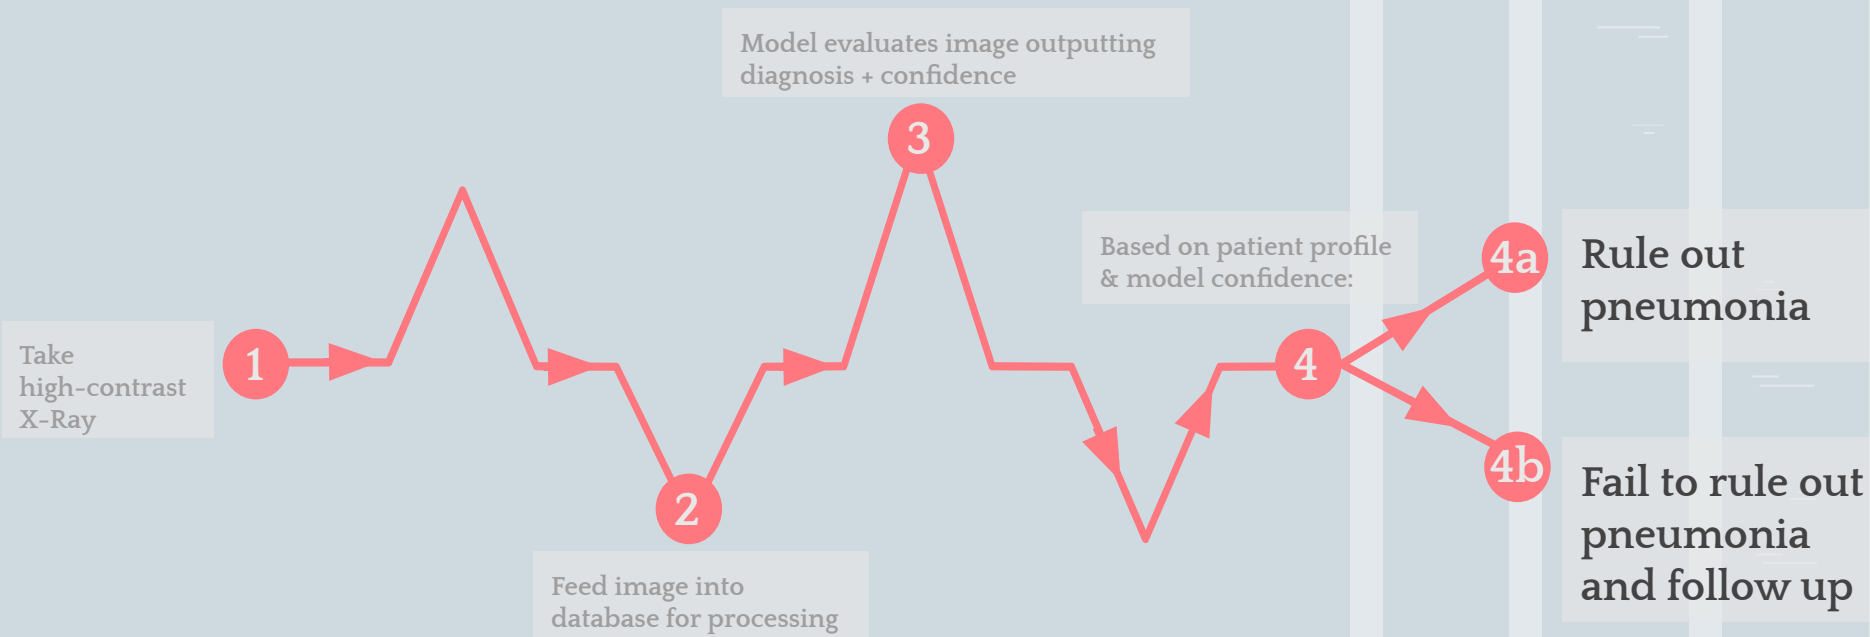 Take
high-contrast
X-Ray
1
2
Feed image into
database for processing
Model evaluates image outputting
diagnosis + confidence
3
Based on patient profile
& model confidence:
4
4a
Rule out
pneumonia
4b
Fail to rule out
pneumonia
and follow up